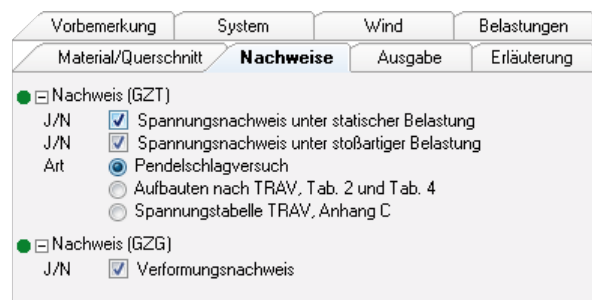 Vorbemerkung System Wind Belastungen
Material/Querschnitt Nachweise Ausgabe Erläuterung
Nachweis (GZT)
J/N Spannungsnachweis unter statischer Belastung
J/N Spannungsnachweis unter stoßartiger Belastung
Art Pendelschlagversuch
Aufbauten nach TRAV, Tab. 2 und Tab. 4
Spannungstabelle TRAV, Anhang C
Nachweis (GZG)
J/N Verformungsnachweis